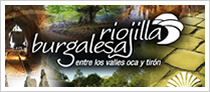 riojilla
burgalesa
entre los valles oca y tirón